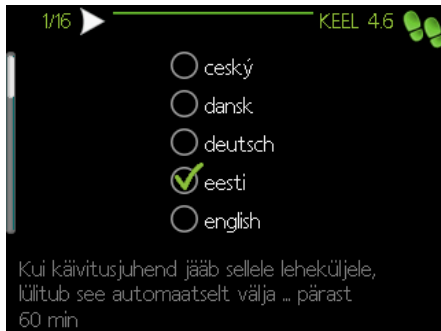 1/16
KEEL 4.6
ceský
dansk
deutsch
eesti
english
Kui käivitusjuhend jääb sellele leheküljele,
lülitub see automaatselt välja ... pärast
60 min